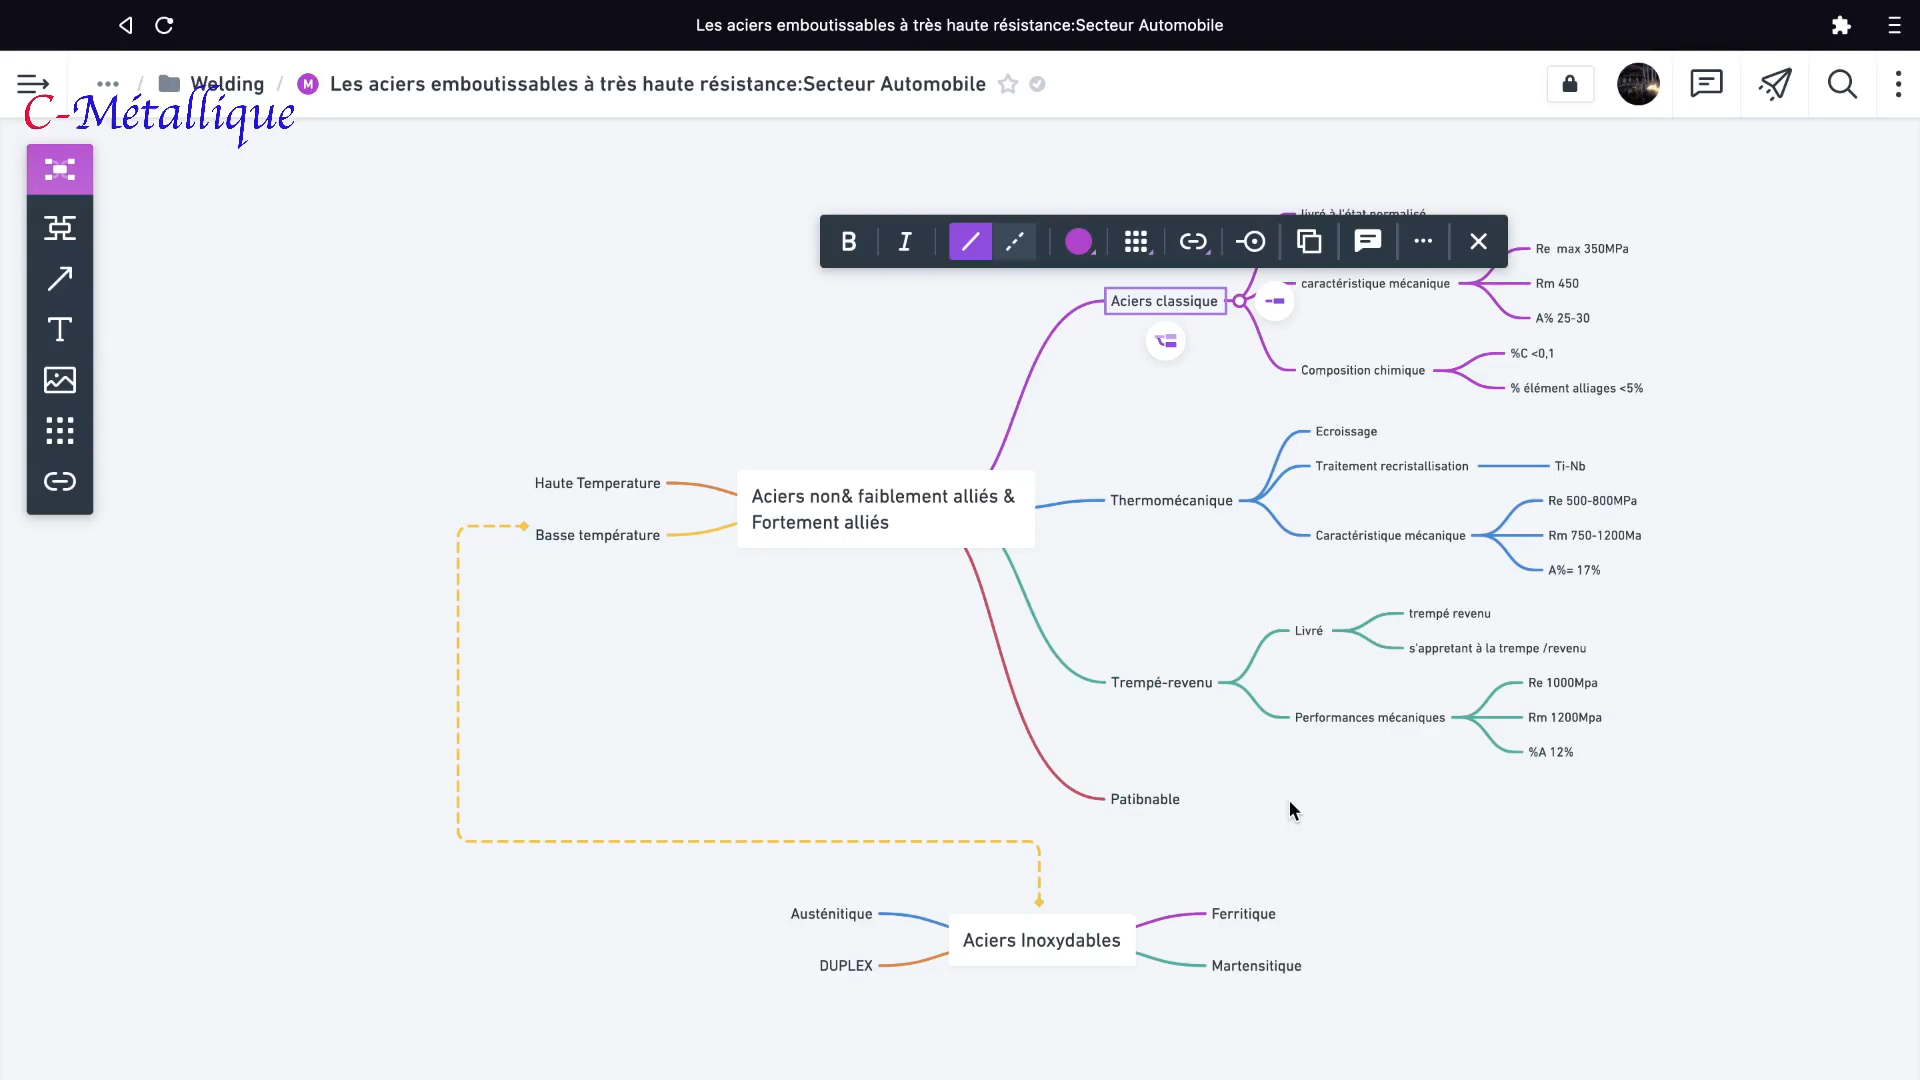 Les aciers emboutissables à très haute résistance:Secteur Automobile
Welding / M Les aciers emboutissables à très haute résistance:Secteur Automobile
C-Métallique
livré à l'état normalisé
B I
Re max 350MPa
Aciers classique
caractéristique mécanique
Rm 450
A% 25-30
%C <0,1
Composition chimique
% élément alliages <5%
Ecroissage
Traitement recristallisation
Ti-Nb
Haute Temperature
Aciers non& faiblement alliés &
Fortement alliés
Thermomécanique
Re 500-800MPa
Basse température
Caractéristique mécanique
Rm 750-1200Ma
A%= 17%
trempé revenu
Livré
s'appretant à la trempe /revenu
Trempé-revenu
Re 1000Mpa
Performances mécaniques
Rm 1200Mpa
%A 12%
Patibnable
Austénitique
Ferritique
Aciers Inoxydables
DUPLEX
Martensitique